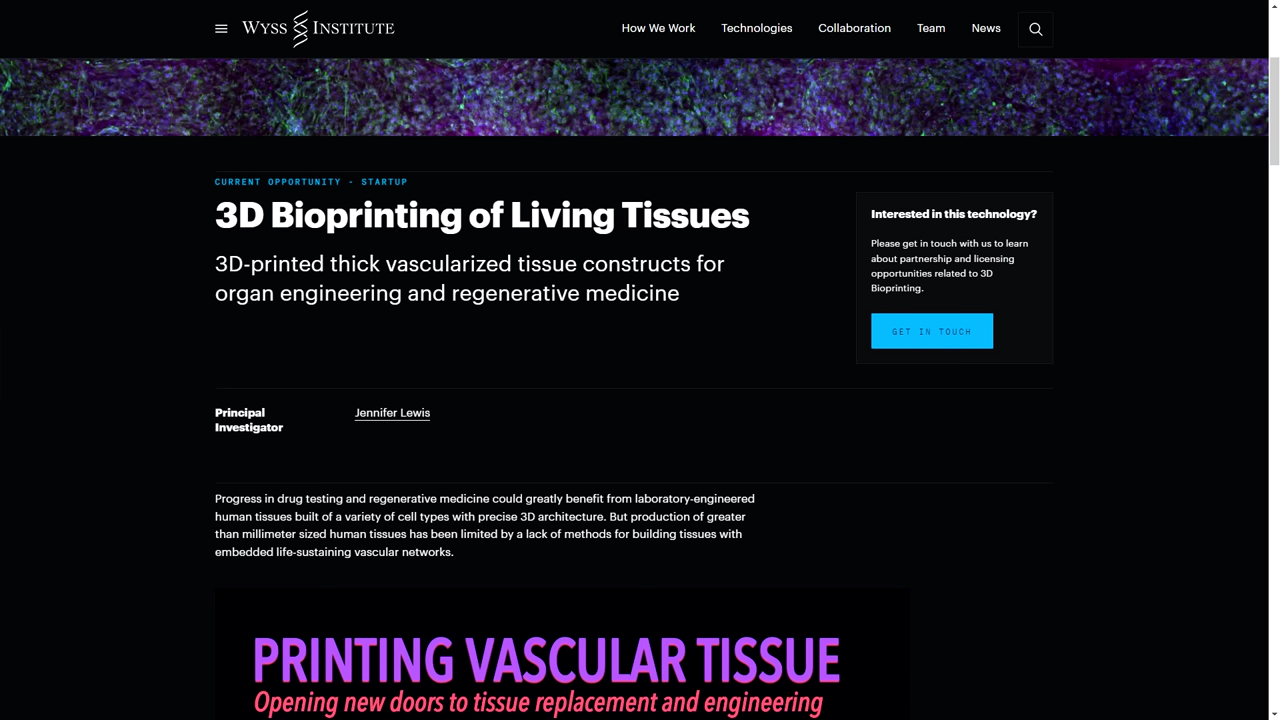 WYSS INSTITUTE
How We Work
Technologies
Collaboration
Team
News
CURRENT OPPORTUNITY - STARTUP
3D Bioprinting of Living Tissues
3D-printed thick vascularized tissue constructs for
organ engineering and regenerative medicine
Interested in this technology?
Please get in touch with us to learn
about partnership and licensing
opportunities related to 3D
Bioprinting.
GET IN TOUCH
Principal
Investigator
Jennifer Lewis
Progress in drug testing and regenerative medicine could greatly benefit from laboratory-engineered
human tissues built of a variety of cell types with precise 3D architecture. But production of greater
than millimeter sized human tissues has been limited by a lack of methods for building tissues with
embedded life-sustaining vascular networks.
PRINTING VASCULAR TISSUE
Opening new doors to tissue replacement and engineering